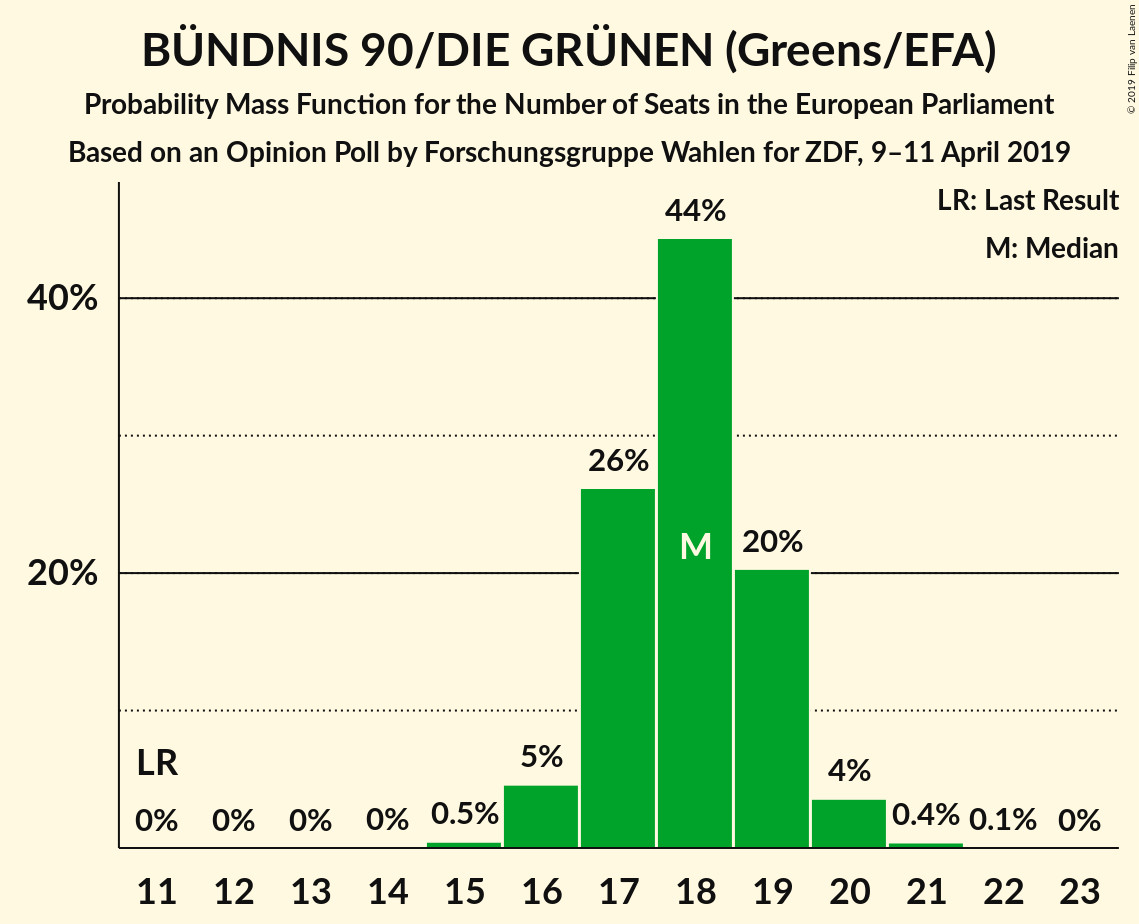 BÜNDNIS 90/DIE GRÜNEN (Greens/EFA)
Probability Mass Function for the Number of Seats in the European Parliament
Based on an Opinion Poll by Forschungsgruppe Wahlen for ZDF, 9–11 April 2019
© 2019 Filip van Laenen
LR: Last Result
M: Median
40%
20%
LR
0% 0% 0% 0% 0.5% 5% 26% 44% 20% 4% 0.4% 0.1% 0%
M
11 12 13 14 15 16 17 18 19 20 21 22 23